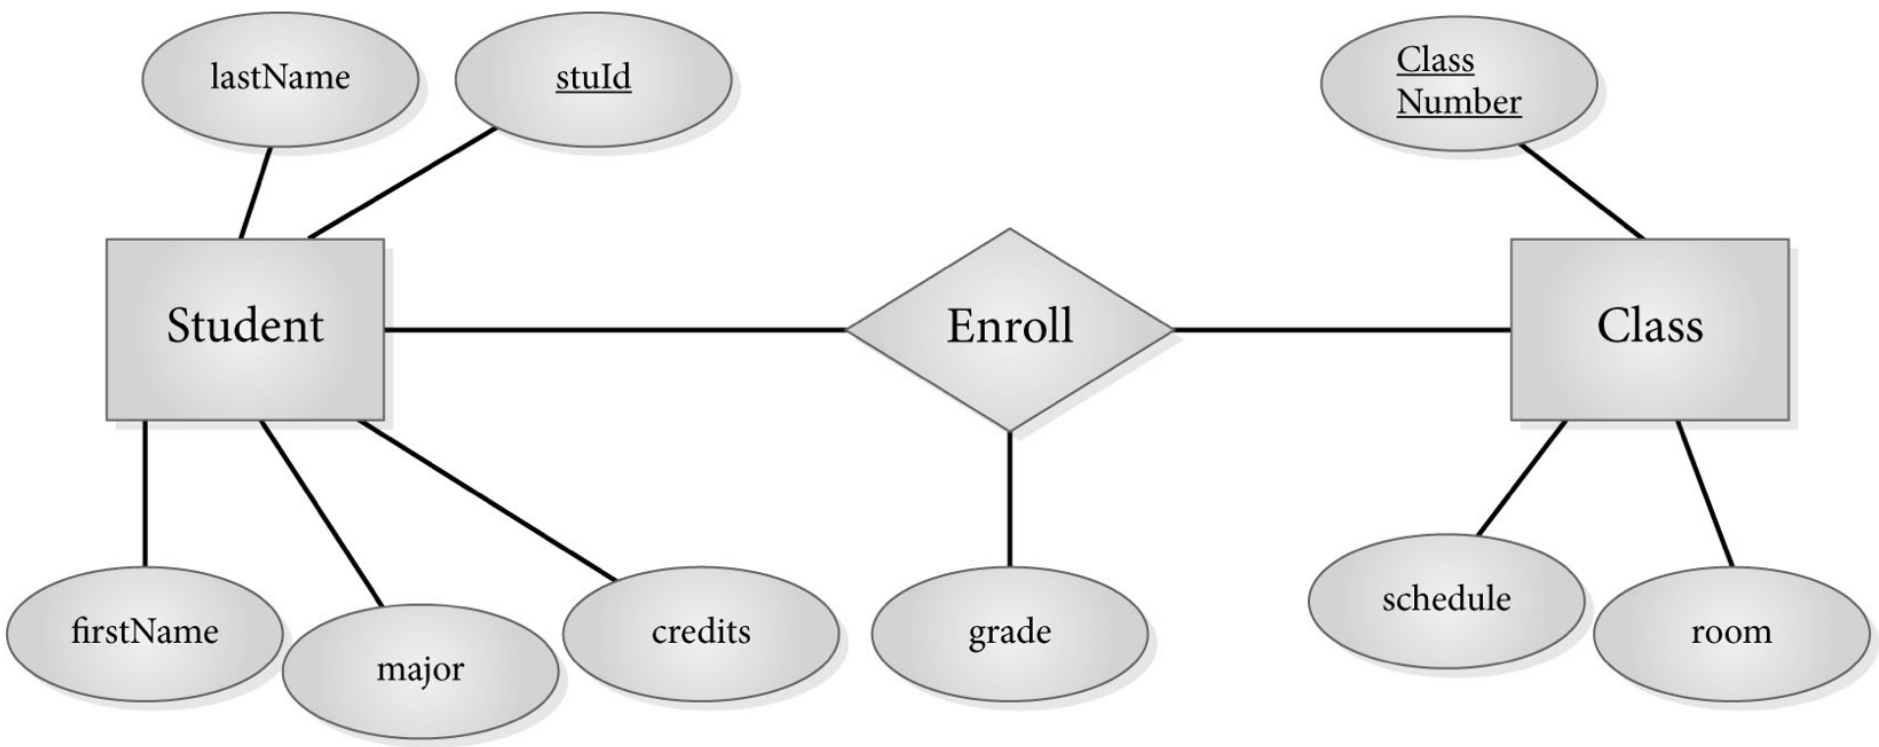 lastName
stuId
Class
Number
Student
Enroll
Class
firstName
major
credits
grade
schedule
room